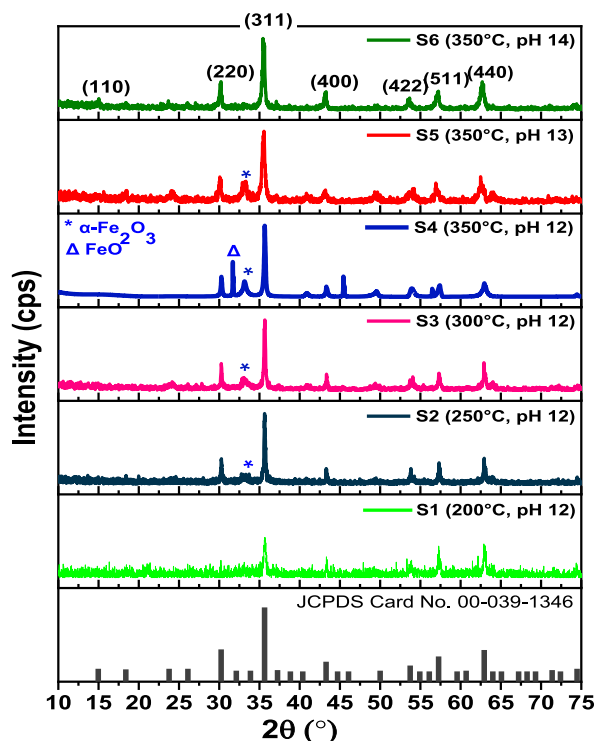 (311)
S6 (350°C, pH 14)
(110)
(220)
(400)
(422)
(511)
(440)
S5 (350°C, pH 13)
*
* α-Fe2O3
Δ FeO
S4 (350°C, pH 12)
Δ
*
S3 (300°C, pH 12)
*
S2 (250°C, pH 12)
*
S1 (200°C, pH 12)
JCPDS Card No. 00-039-1346
Intensity (cps)
10 15 20 25 30 35 40 45 50 55 60 65 70 75
2θ (°)